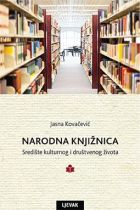 Jasna Kovačević
NARODNA KNJIŽNICA
Središte kulturnog i društvenog života
LJEVAK